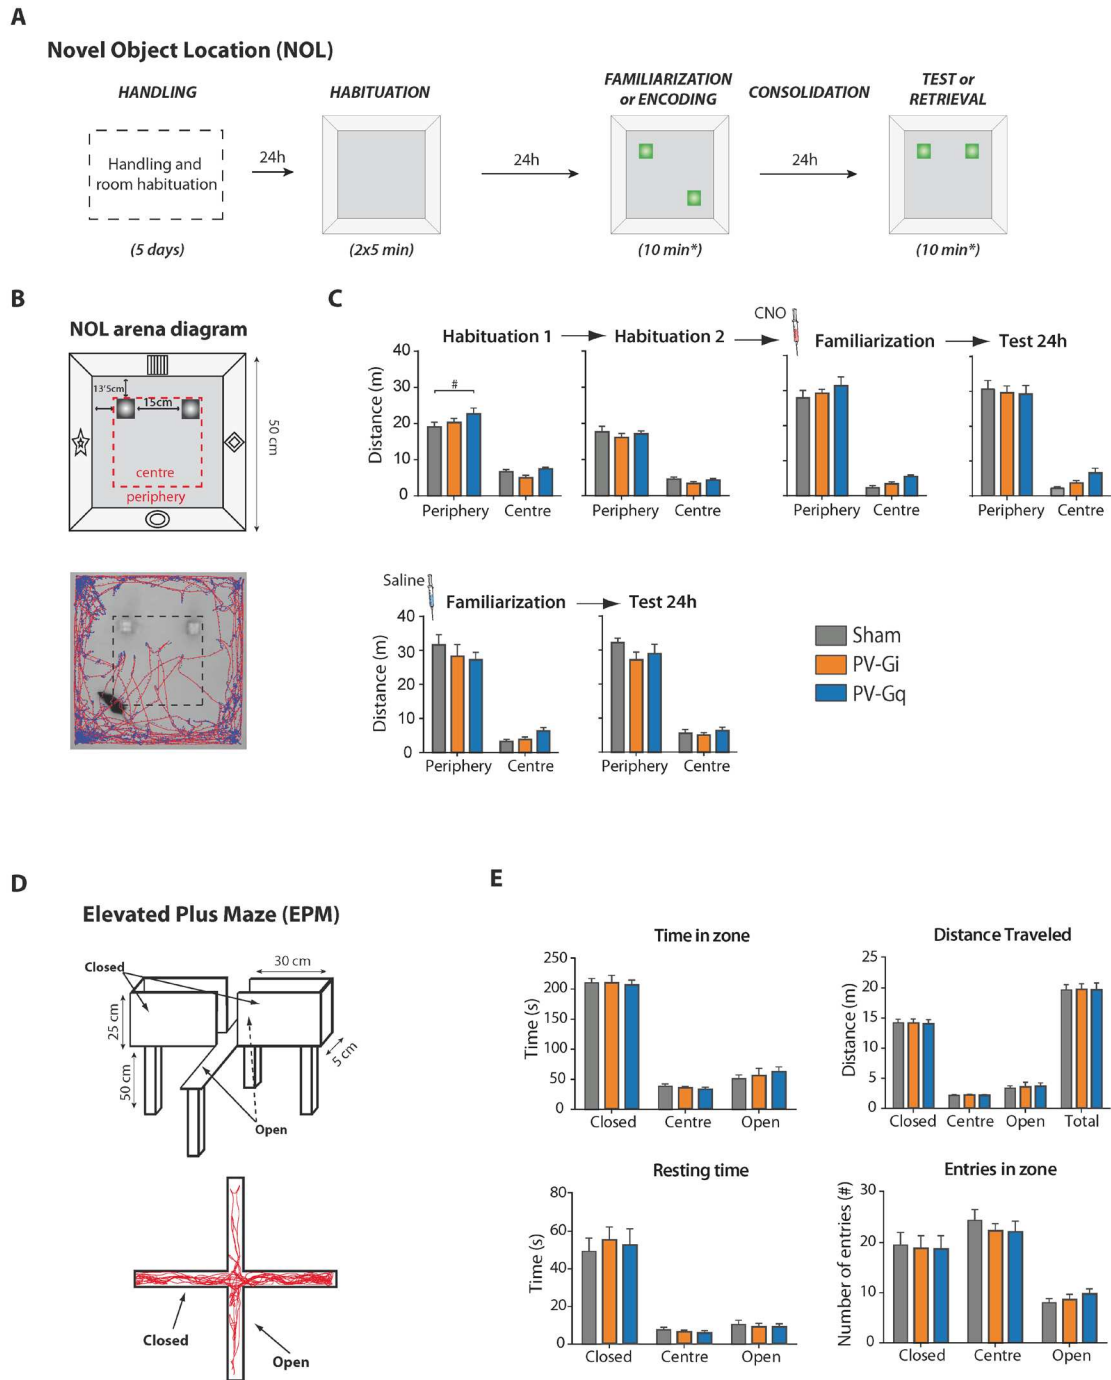 A
Novel Object Location (NOL)
HANDLING
HABITUATION
FAMILIARIZATION
or ENCODING
CONSOLIDATION
TEST or
RETRIEVAL
Handling and
room habituation
24h
24h
24h
(5 days)
(2x5 min)
(10 min*)
(10 min*)
B
NOL arena diagram
13'5cm
15cm
50 cm
centre
periphery
C
CNO
Habituation 1
Habituation 2
Familiarization
Test 24h
Distance (m)
40
30
20
10
0
#
Periphery
Centre
Periphery
Centre
Periphery
Centre
Periphery
Centre
Saline
Familiarization
Test 24h
Distance (m)
40
30
20
10
0
Periphery
Centre
Periphery
Centre
Sham
PV-Gi
PV-Gq
D
Elevated Plus Maze (EPM)
Closed
30 cm
25 cm
50 cm
5 cm
Open
Closed
Open
E
Time in zone
Time (s)
250
200
150
100
50
0
Closed
Centre
Open
Distance Traveled
Distance (m)
25
20
15
10
5
0
Closed
Centre
Open
Total
Resting time
Time (s)
80
60
40
20
0
Closed
Centre
Open
Entries in zone
Number of entries (#)
30
20
10
0
Closed
Centre
Open